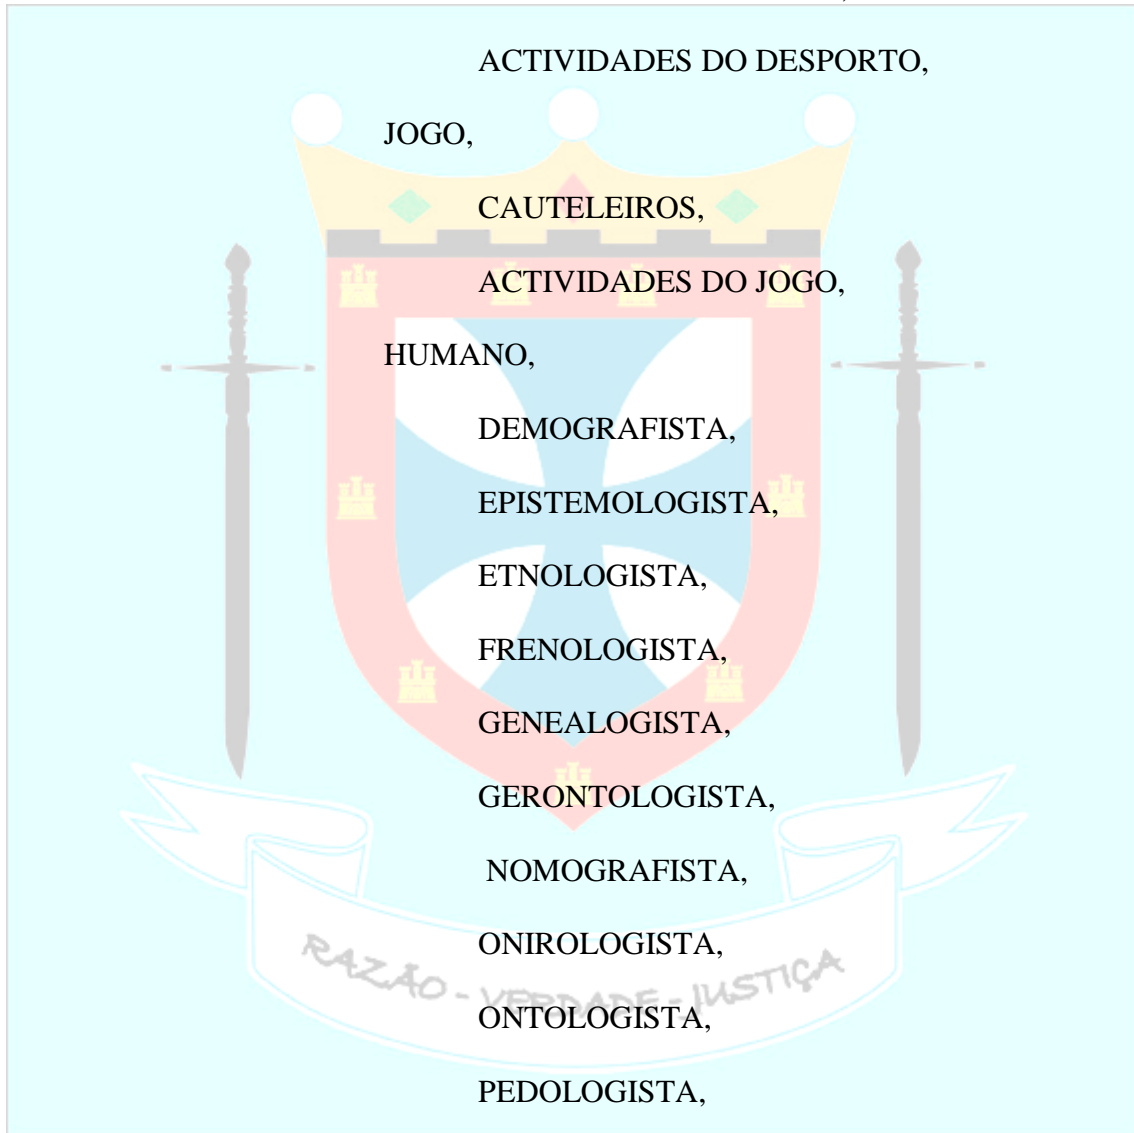 ACTIVIDADES DO DESPORTO,
JOGO,
CAUTELEIROS,
ACTIVIDADES DO JOGO,
HUMANO,
DEMOGRAFISTA,
EPISTEMOLOGISTA,
ETNOLOGISTA,
FRENOLOGISTA,
GENEALOGISTA,
GERONTOLOGISTA,
NOMOGRAFISTA,
ONIROLOGISTA,
RAZÃO - VERDADE - JUSTIÇA
ONTOLOGISTA,
PEDOLOGISTA,